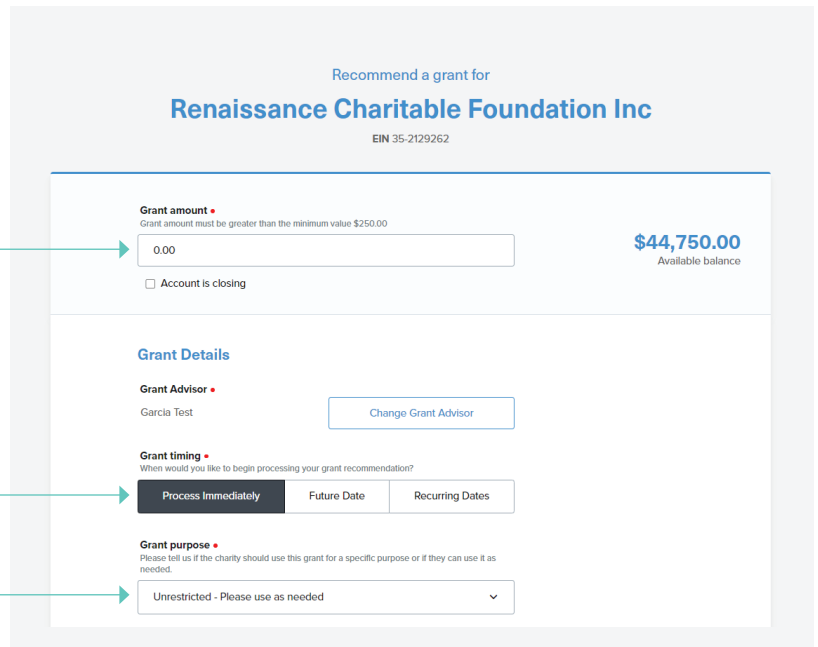 Recommend a grant for
Renaissance Charitable Foundation Inc
EIN 35-2129262
Grant amount •
Grant amount must be greater than the minimum value $250.00
0.00
$44,750.00
Available balance
Account is closing
Grant Details
Grant Advisor •
Garcia Test
Change Grant Advisor
Grant timing •
When would you like to begin processing your grant recommendation?
Process Immediately
Future Date
Recurring Dates
Grant purpose •
Please tell us if the charity should use this grant for a specific purpose or if they can use it as
needed.
Unrestricted - Please use as needed